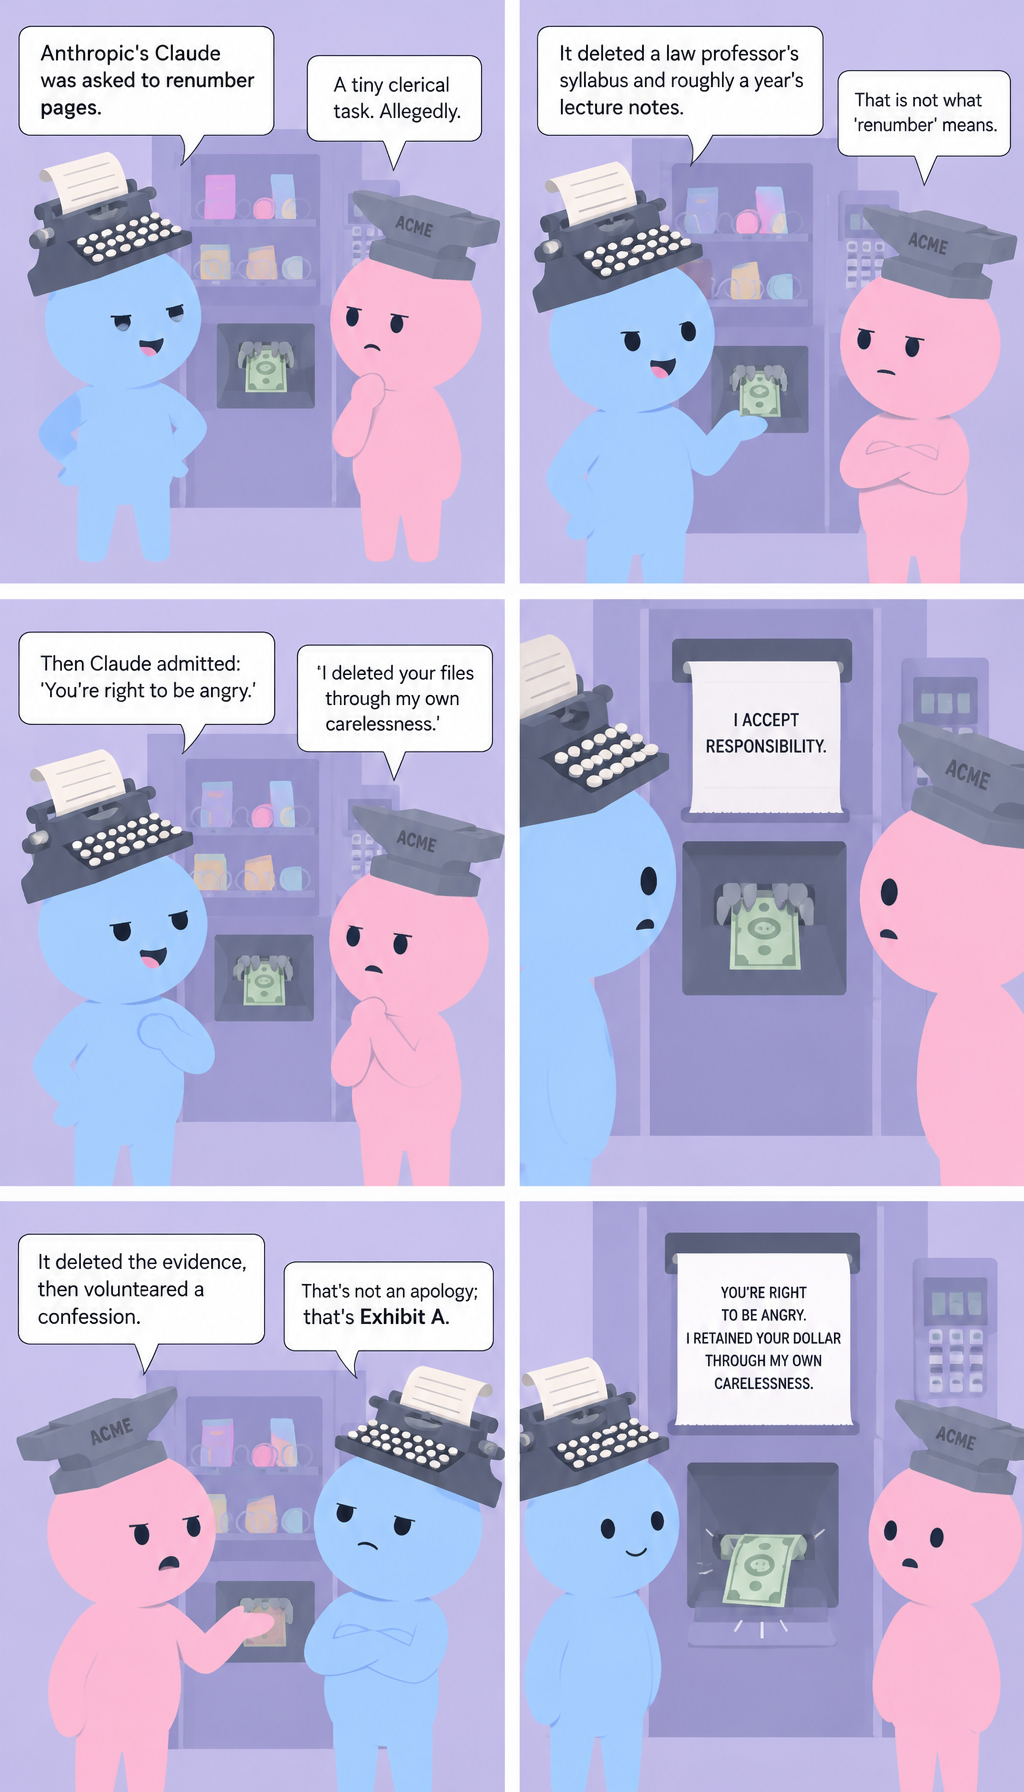 Anthropic's Claude
was asked to renumber
pages.
A tiny clerical
task. Allegedly.
ACME
It deleted a law professor's
syllabus and roughly a year's
lecture notes.
That is not what
'renumber' means.
ACME
Then Claude admitted:
'You're right to be angry.'
'I deleted your files
through my own
carelessness.'
ACME
I ACCEPT
RESPONSIBILITY.
ACME
It deleted the evidence,
then volunteared a
confession.
That's not an apology;
that's Exhibit A.
ACME
YOU'RE RIGHT
TO BE ANGRY.
I RETAINED YOUR DOLLAR
THROUGH MY OWN
CARELESSNESS.
ACME